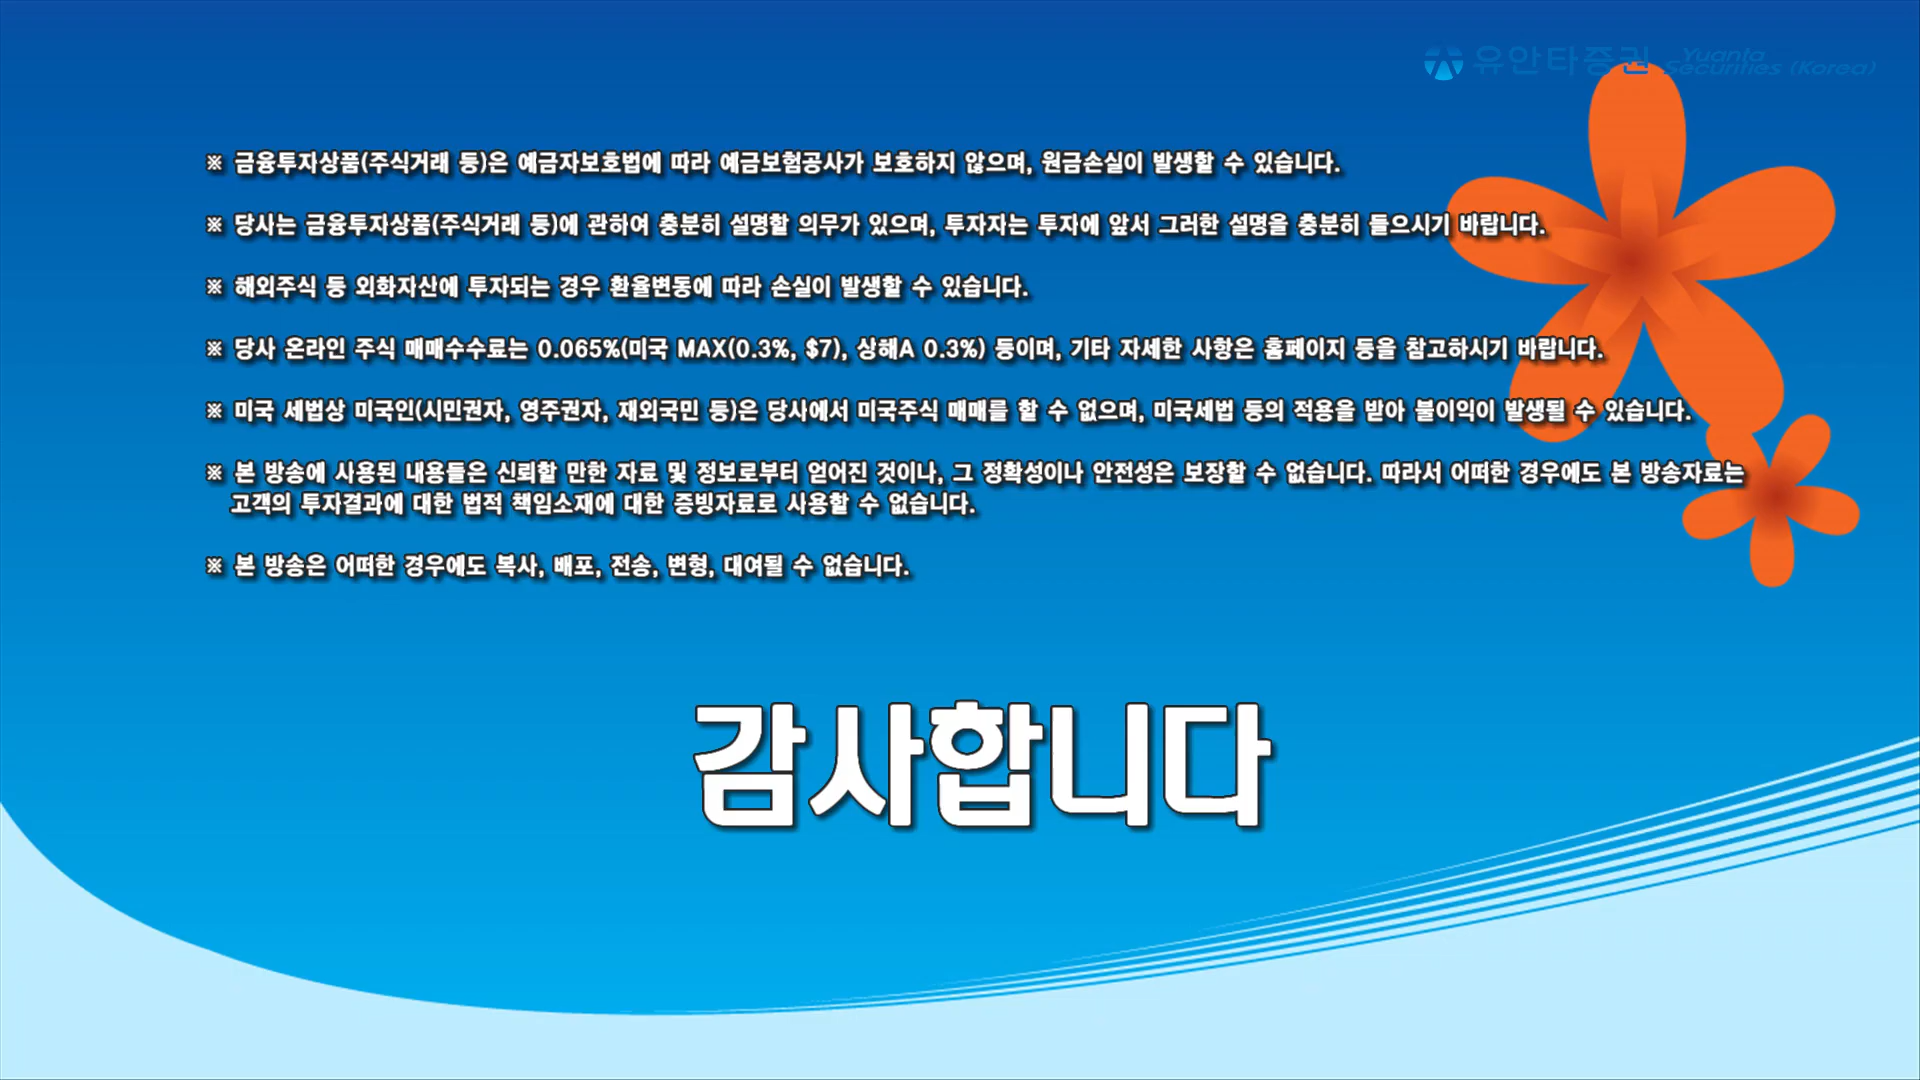 유안타증권 Yuanta Securities (Korea)
※ 금융투자상품(주식거래 등)은 예금자보호법에 따라 예금보험공사가 보호하지 않으며, 원금손실이 발생할 수 있습니다.
※ 당사는 금융투자상품(주식거래 등)에 관하여 충분히 설명할 의무가 있으며, 투자자는 투자에 앞서 그러한 설명을 충분히 들으시기 바랍니다.
※ 해외주식 등 외화자산에 투자되는 경우 환율변동에 따라 손실이 발생할 수 있습니다.
※ 당사 온라인 주식 매매수수료는 0.065%(미국 MAX(0.3%, $7), 상해A 0.3%) 등이며, 기타 자세한 사항은 홈페이지 등을 참고하시기 바랍니다.
※ 미국 세법상 미국인(시민권자, 영주권자, 재외국민 등)은 당사에서 미국주식 매매를 할 수 없으며, 미국세법 등의 적용을 받아 불이익이 발생될 수 있습니다.
※ 본 방송에 사용된 내용들은 신뢰할 만한 자료 및 정보로부터 얻어진 것이나, 그 정확성이나 안전성은 보장할 수 없습니다. 따라서 어떠한 경우에도 본 방송자료는
고객의 투자결과에 대한 법적 책임소재에 대한 증빙자료로 사용할 수 없습니다.
※ 본 방송은 어떠한 경우에도 복사, 배포, 전송, 변형, 대여될 수 없습니다.
감사합니다